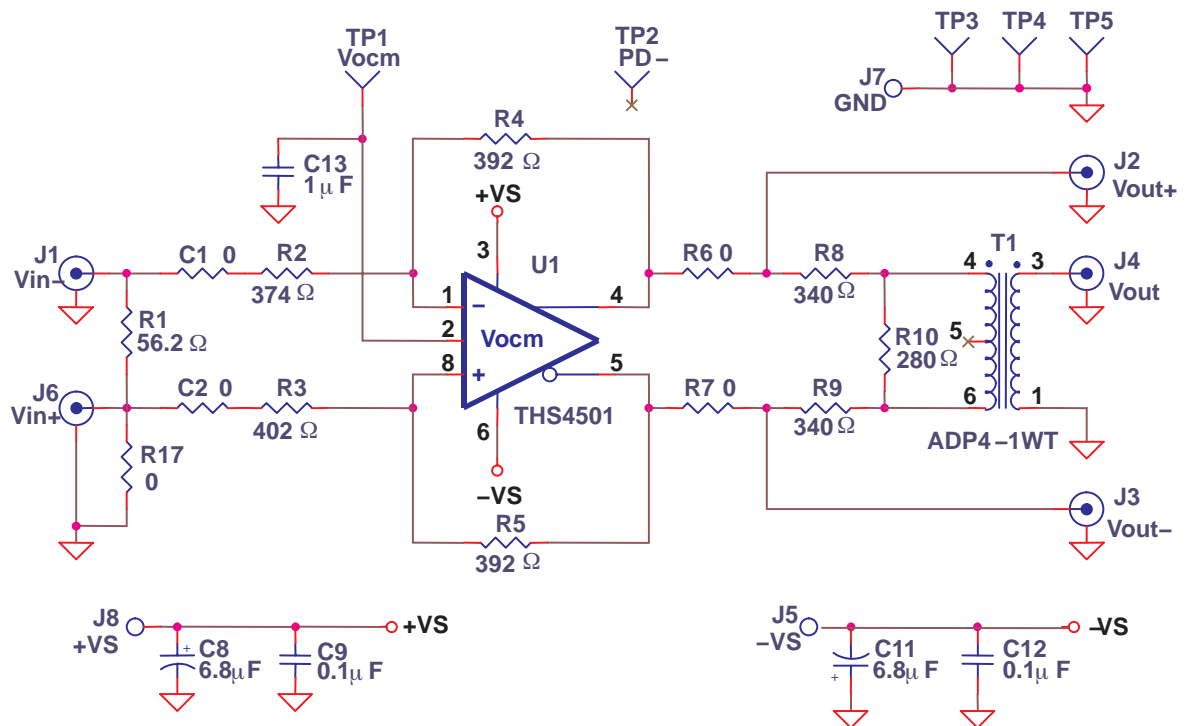 TP1
Vocm
TP2
PD–
TP3
TP4
TP5
J7
GND
R4
392 Ω
C13
1μ F
+VS
3
J2
Vout+
J1
Vin–
C1 0
R2
374 Ω
U1
R6 0
R8
340 Ω
T1
4
3
J4
Vout
1
–
4
R1
56.2 Ω
2
Vocm
R10
280 Ω
5
8
+
5
J6
Vin+
C2 0
R3
402 Ω
THS4501
R7 0
R9
340 Ω
6
1
ADP4–1WT
6
R17
0
–VS
R5
392 Ω
J3
Vout–
J8
+VS
+VS
+
C8
6.8μF
C9
0.1μ F
J5
–VS
–VS
+
C11
6.8μ F
C12
0.1μ F